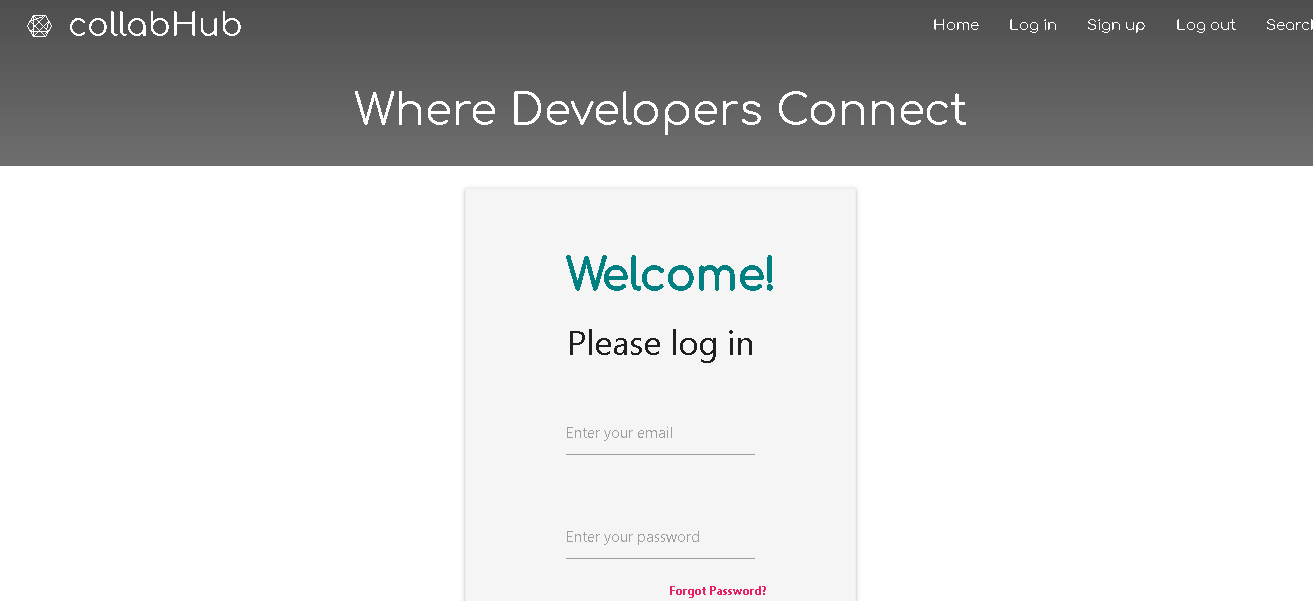 collabHub
Home Log in Sign up Log out Search
Where Developers Connect
Welcome!
Please log in
Enter your email
Enter your password
Forgot Password?